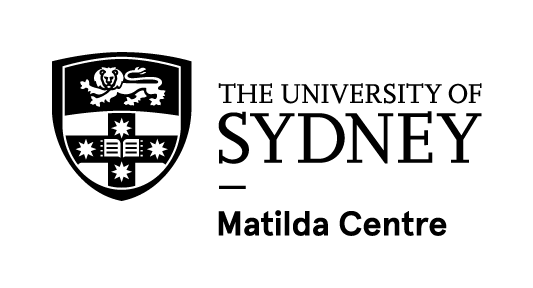 THE UNIVERSITY OF
SYDNEY
Matilda Centre